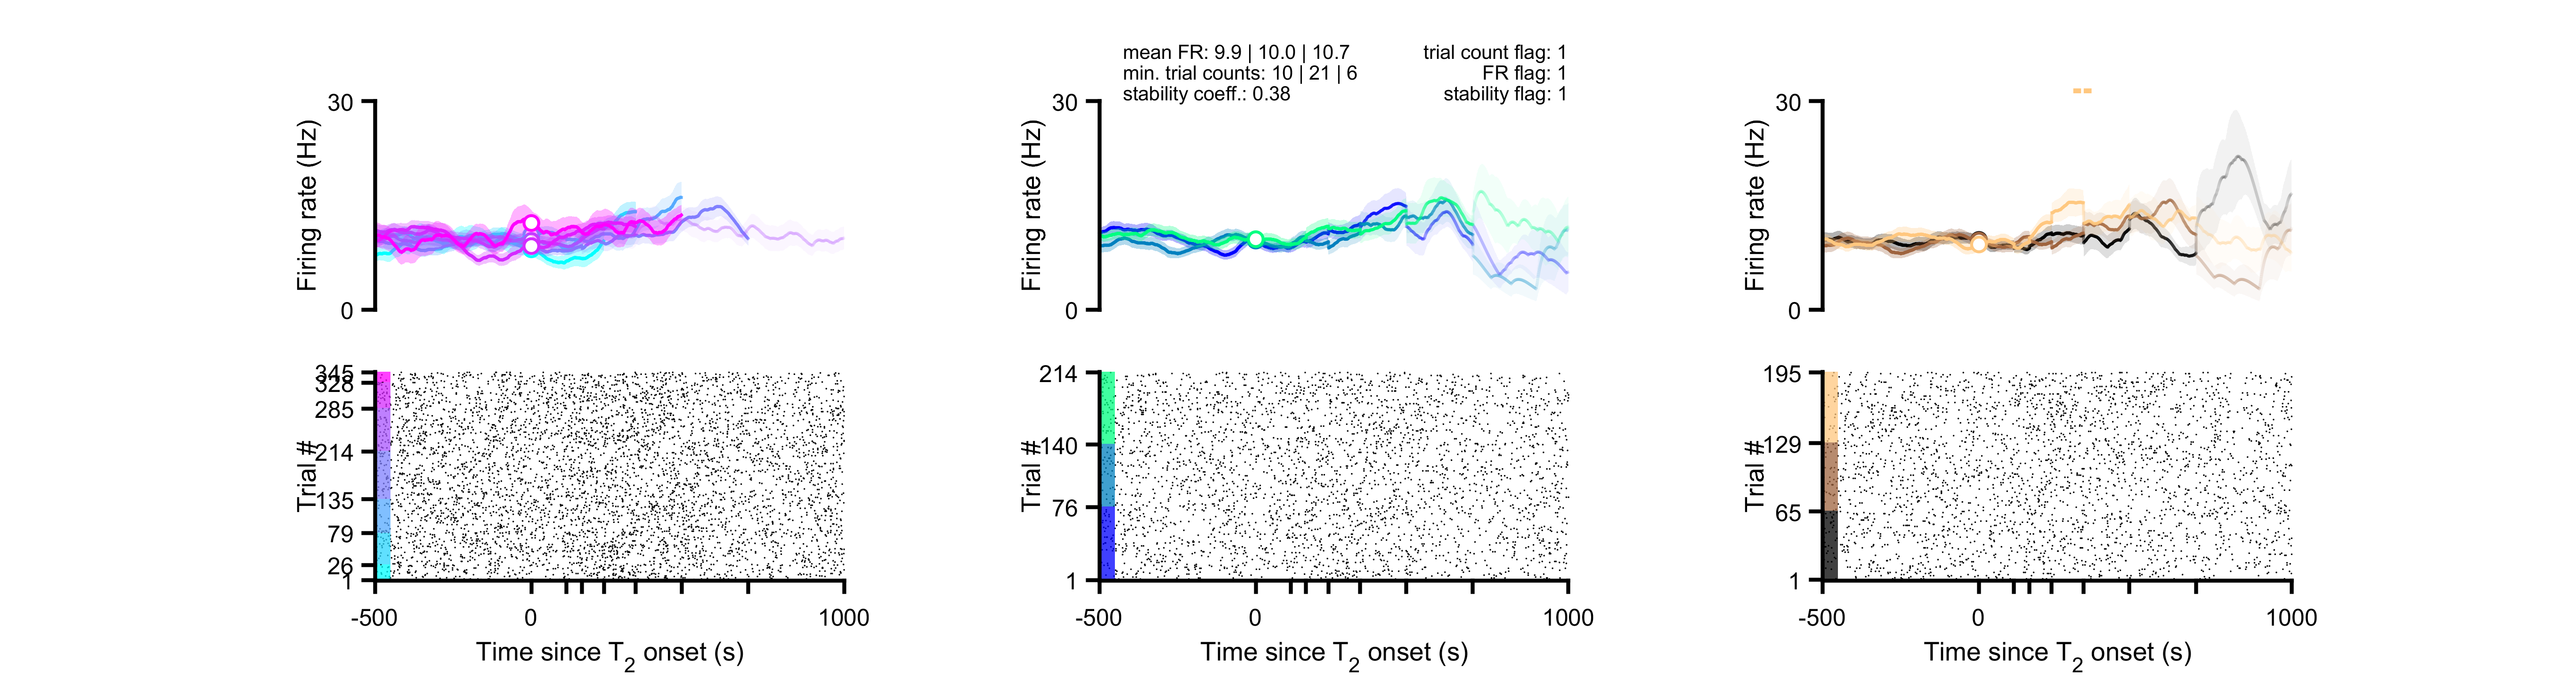 mean FR: 9.9 | 10.0 | 10.7
min. trial counts: 10 | 21 | 6
stability coeff.: 0.38
trial count flag: 1
FR flag: 1
stability flag: 1
30
Firing rate (Hz)
0
30
Firing rate (Hz)
0
30
Firing rate (Hz)
0
345
328
285
214
135
79
26
1
Trial #
-500
0
1000
Time since T2 onset (s)
214
140
76
1
Trial #
-500
0
1000
Time since T2 onset (s)
195
129
65
1
Trial #
-500
0
1000
Time since T2 onset (s)